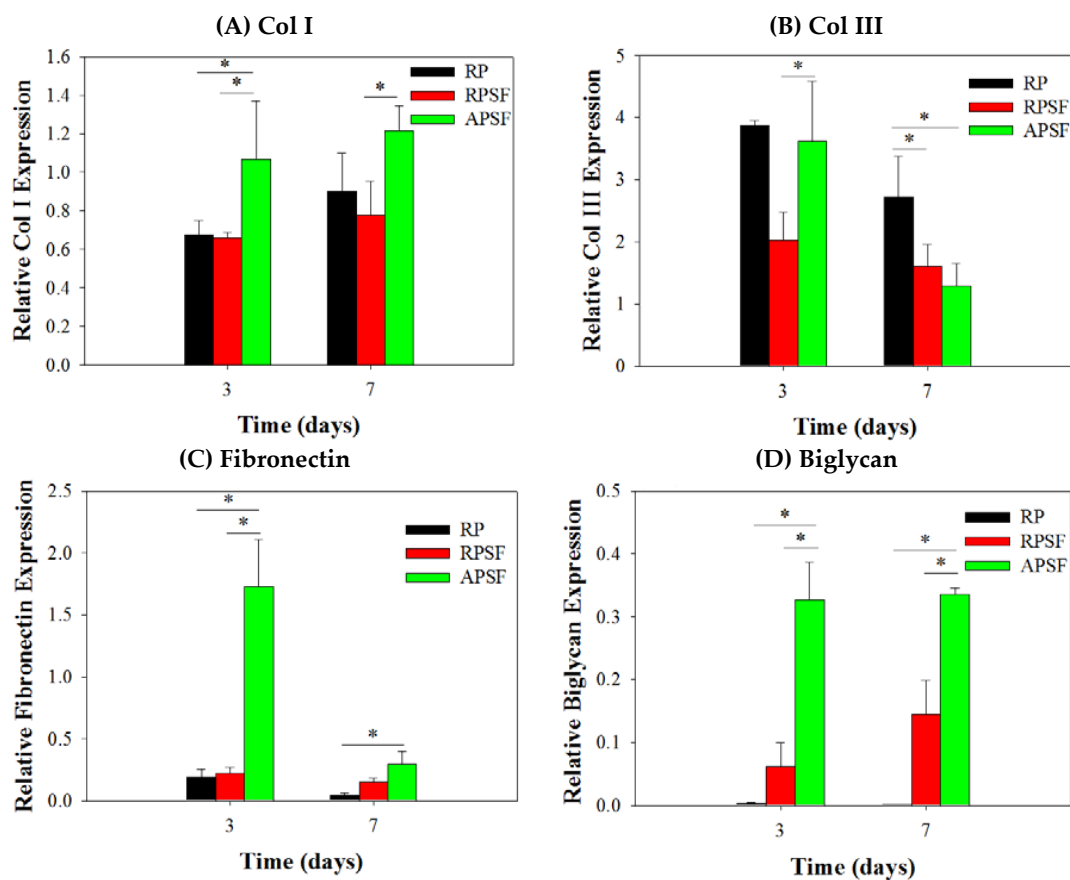 (A) Col I
Relative Col I Expression
1.6
1.4
1.2
1.0
0.8
0.6
0.4
0.2
0.0
*
*
*
RP
RPSF
APSF
3
7
Time (days)
(B) Col III
Relative Col III Expression
5
4
3
2
1
0
*
*
*
RP
RPSF
APSF
3
7
Time (days)
(C) Fibronectin
Relative Fibronectin Expression
2.5
2.0
1.5
1.0
0.5
0.0
*
*
*
RP
RPSF
APSF
3
7
Time (days)
(D) Biglycan
Relative Biglycan Expression
0.5
0.4
0.3
0.2
0.1
0.0
*
*
*
*
RP
RPSF
APSF
3
7
Time (days)